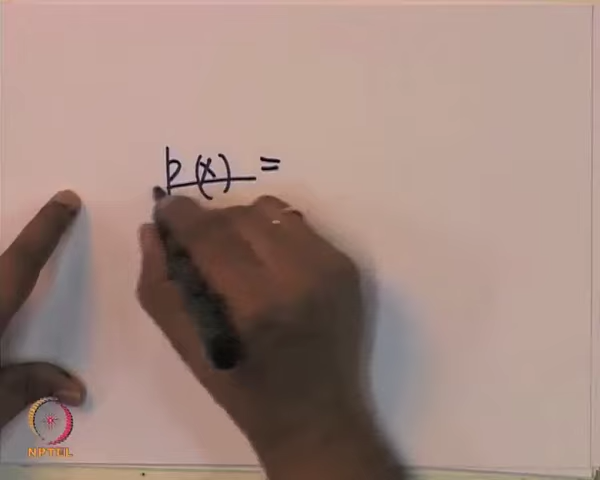 p(x) =
NPTEL